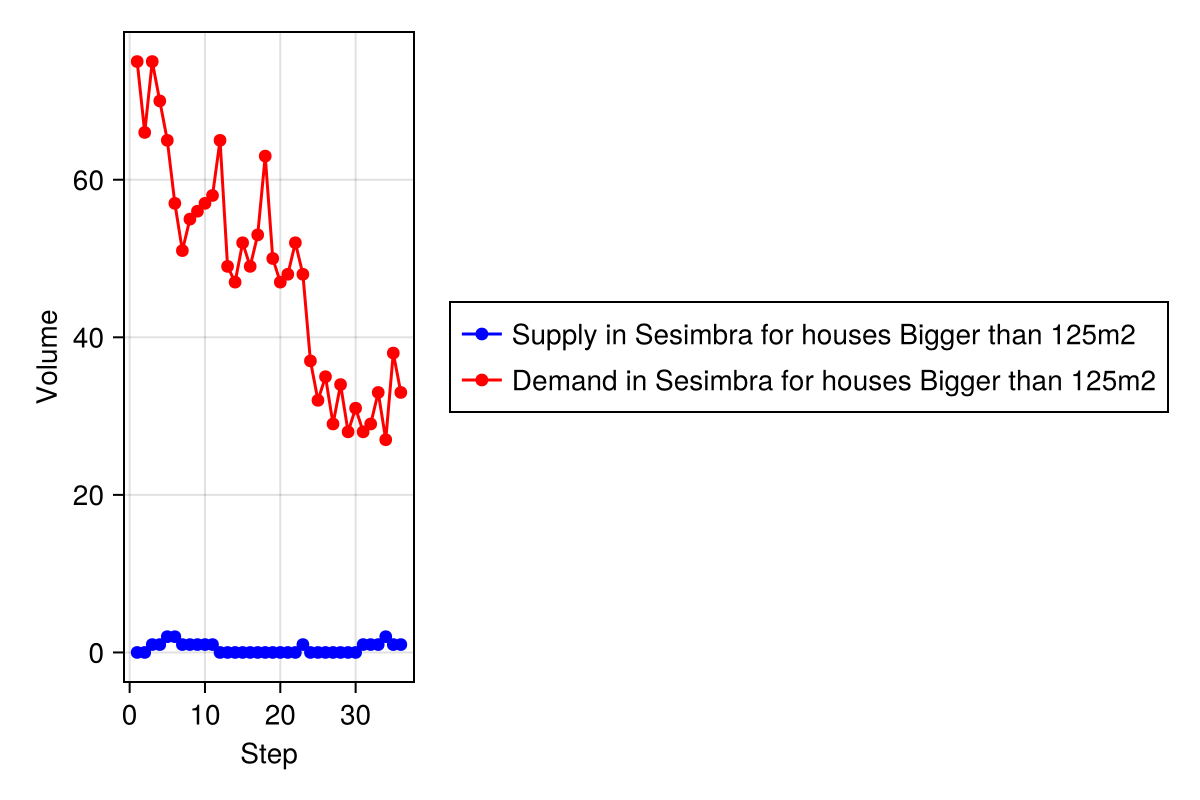 60
40
20
0
Volume
0 10 20 30
Step
Supply in Sesimbra for houses Bigger than 125m2
Demand in Sesimbra for houses Bigger than 125m2